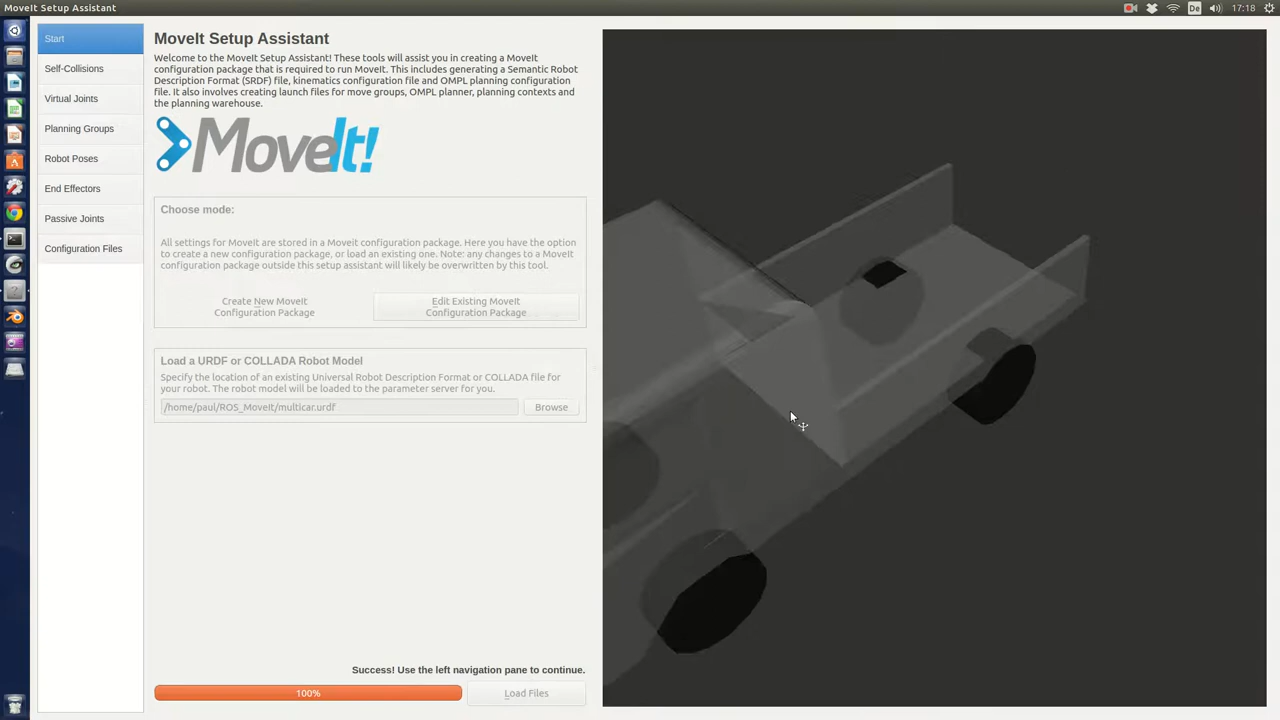 MoveIt Setup Assistant
De
17:18
Start
Self-Collisions
Virtual Joints
Planning Groups
Robot Poses
End Effectors
Passive Joints
Configuration Files
MoveIt Setup Assistant
Welcome to the MoveIt Setup Assistant! These tools will assist you in creating a MoveIt
configuration package that is required to run MoveIt. This includes generating a Semantic Robot
Description Format (SRDF) file, kinematics configuration file and OMPL planning configuration
file. It also involves creating launch files for move groups, OMPL planner, planning contexts and
the planning warehouse.
MoveIt!
Choose mode:
All settings for MoveIt are stored in a Moveit configuration package. Here you have the option
to create a new configuration package, or load an existing one. Note: any changes to a MoveIt
configuration package outside this setup assistant will likely be overwritten by this tool.
Create New MoveIt
Configuration Package
Edit Existing MoveIt
Configuration Package
Load a URDF or COLLADA Robot Model
Specify the location of an existing Universal Robot Description Format or COLLADA file for
your robot. The robot model will be loaded to the parameter server for you.
/home/paul/ROS_MoveIt/multicar.urdf
Browse
Success! Use the left navigation pane to continue.
100%
Load Files